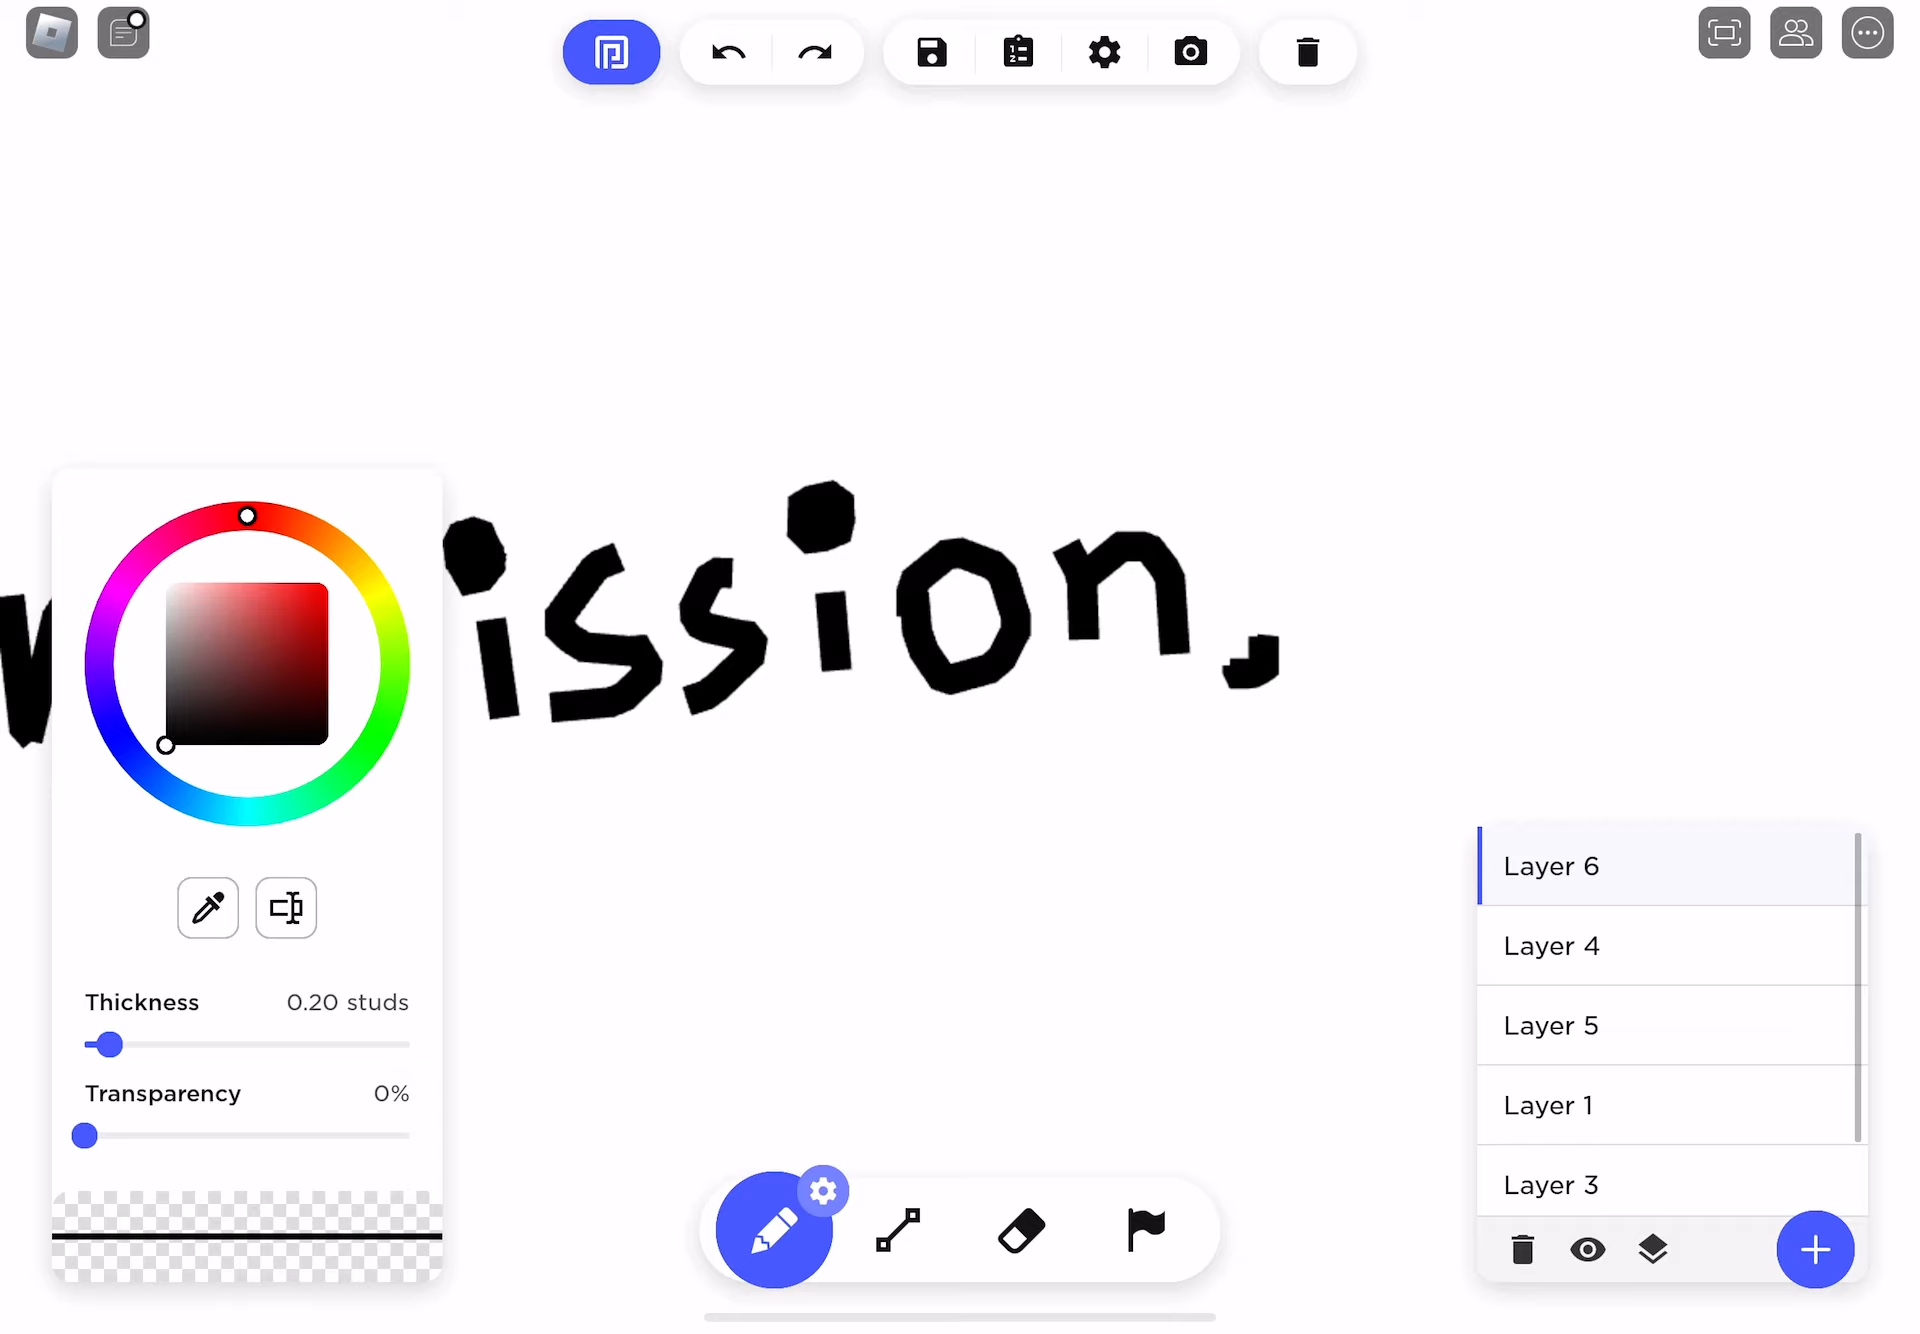 ission,
Thickness 0.20 studs
Transparency 0%
Layer 6
Layer 4
Layer 5
Layer 1
Layer 3